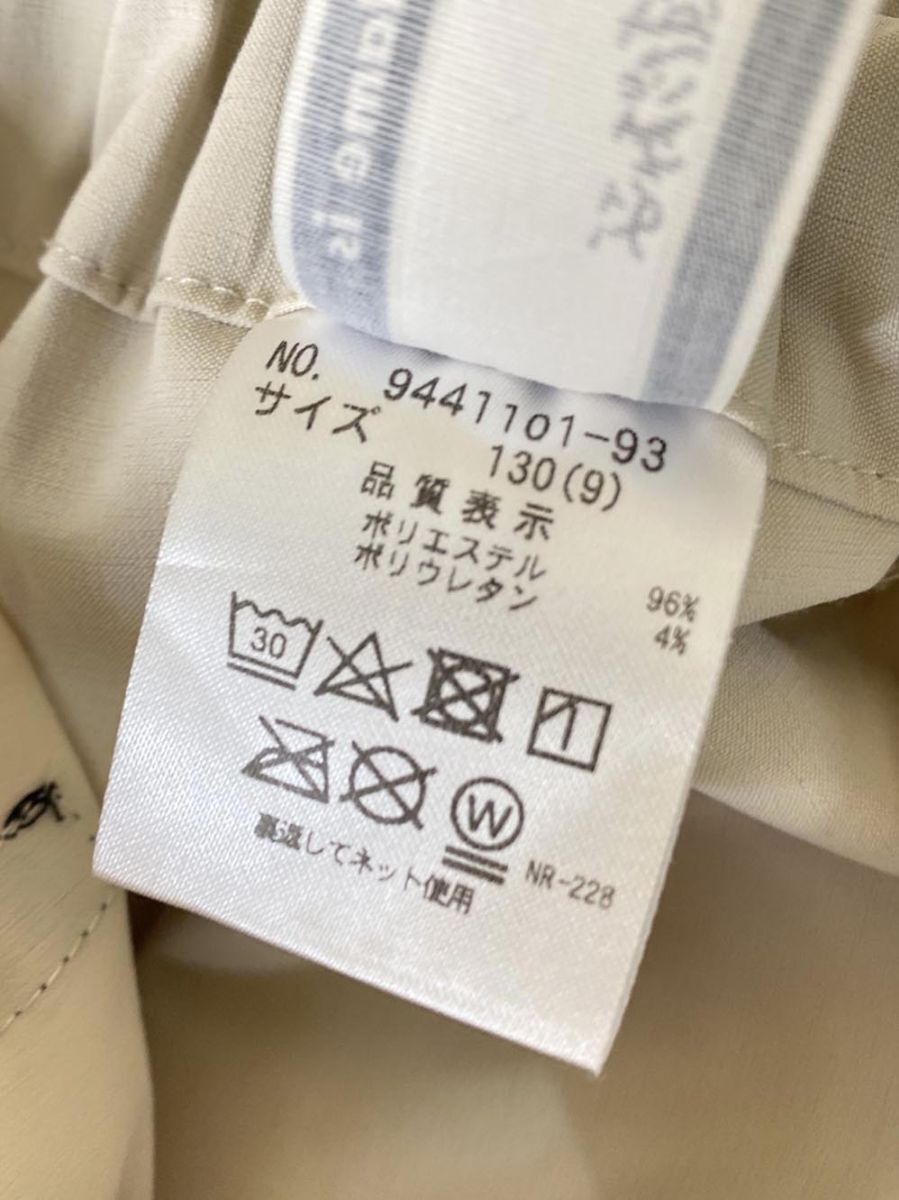 name is
NO. 9441101-93
サイズ 130(9)
品質表示
ポリエステル 96%
ポリウレタン 4%
30
W
裏返してネット使用
NR-228